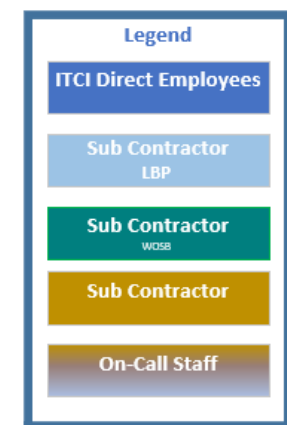 Legend
ITCI Direct Employees
Sub Contractor
LBP
Sub Contractor
WOSB
Sub Contractor
On-Call Staff